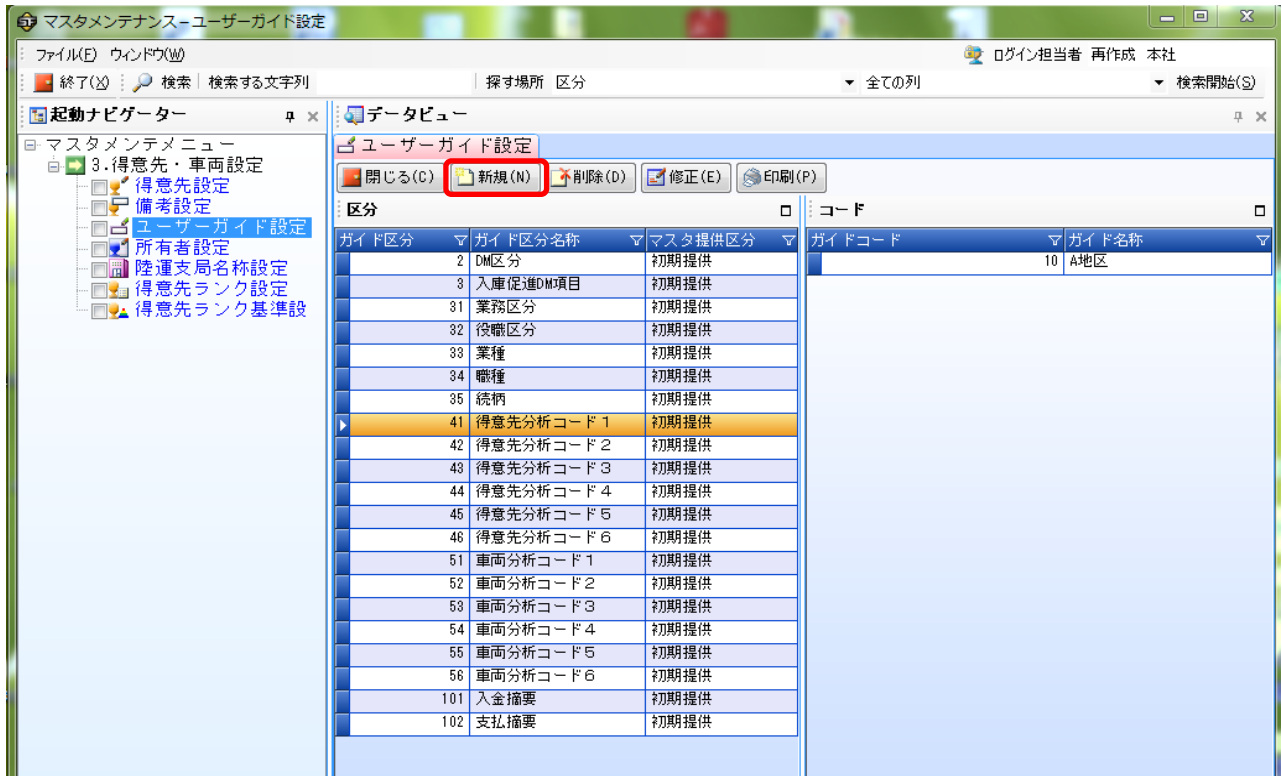 マスタメンテナンス－ユーザーガイド設定
ファイル(F) ウィンドウ(W) ログイン担当者 再作成 本社
終了(X) 検索 検索する文字列 探す場所 区分 全ての列 検索開始(S)
起動ナビゲーター
マスタメンテメニュー
3.得意先・車両設定
得意先設定
備考設定
ユーザーガイド設定
所有者設定
陸運支局名称設定
得意先ランク設定
得意先ランク基準設
データビュー
ユーザーガイド設定
閉じる(C) 新規(N) 削除(D) 修正(E) 印刷(P)
区分
ガイド区分 ガイド区分名称 マスタ提供区分
2 DM区分 初期提供
3 入庫促進DM項目 初期提供
31 業務区分 初期提供
32 役職区分 初期提供
33 業種 初期提供
34 職種 初期提供
35 続柄 初期提供
41 得意先分析コード１ 初期提供
42 得意先分析コード２ 初期提供
43 得意先分析コード３ 初期提供
44 得意先分析コード４ 初期提供
45 得意先分析コード５ 初期提供
46 得意先分析コード６ 初期提供
51 車両分析コード１ 初期提供
52 車両分析コード２ 初期提供
53 車両分析コード３ 初期提供
54 車両分析コード４ 初期提供
55 車両分析コード５ 初期提供
56 車両分析コード６ 初期提供
101 入金摘要 初期提供
102 支払摘要 初期提供
コード
ガイドコード ガイド名称
10 A地区